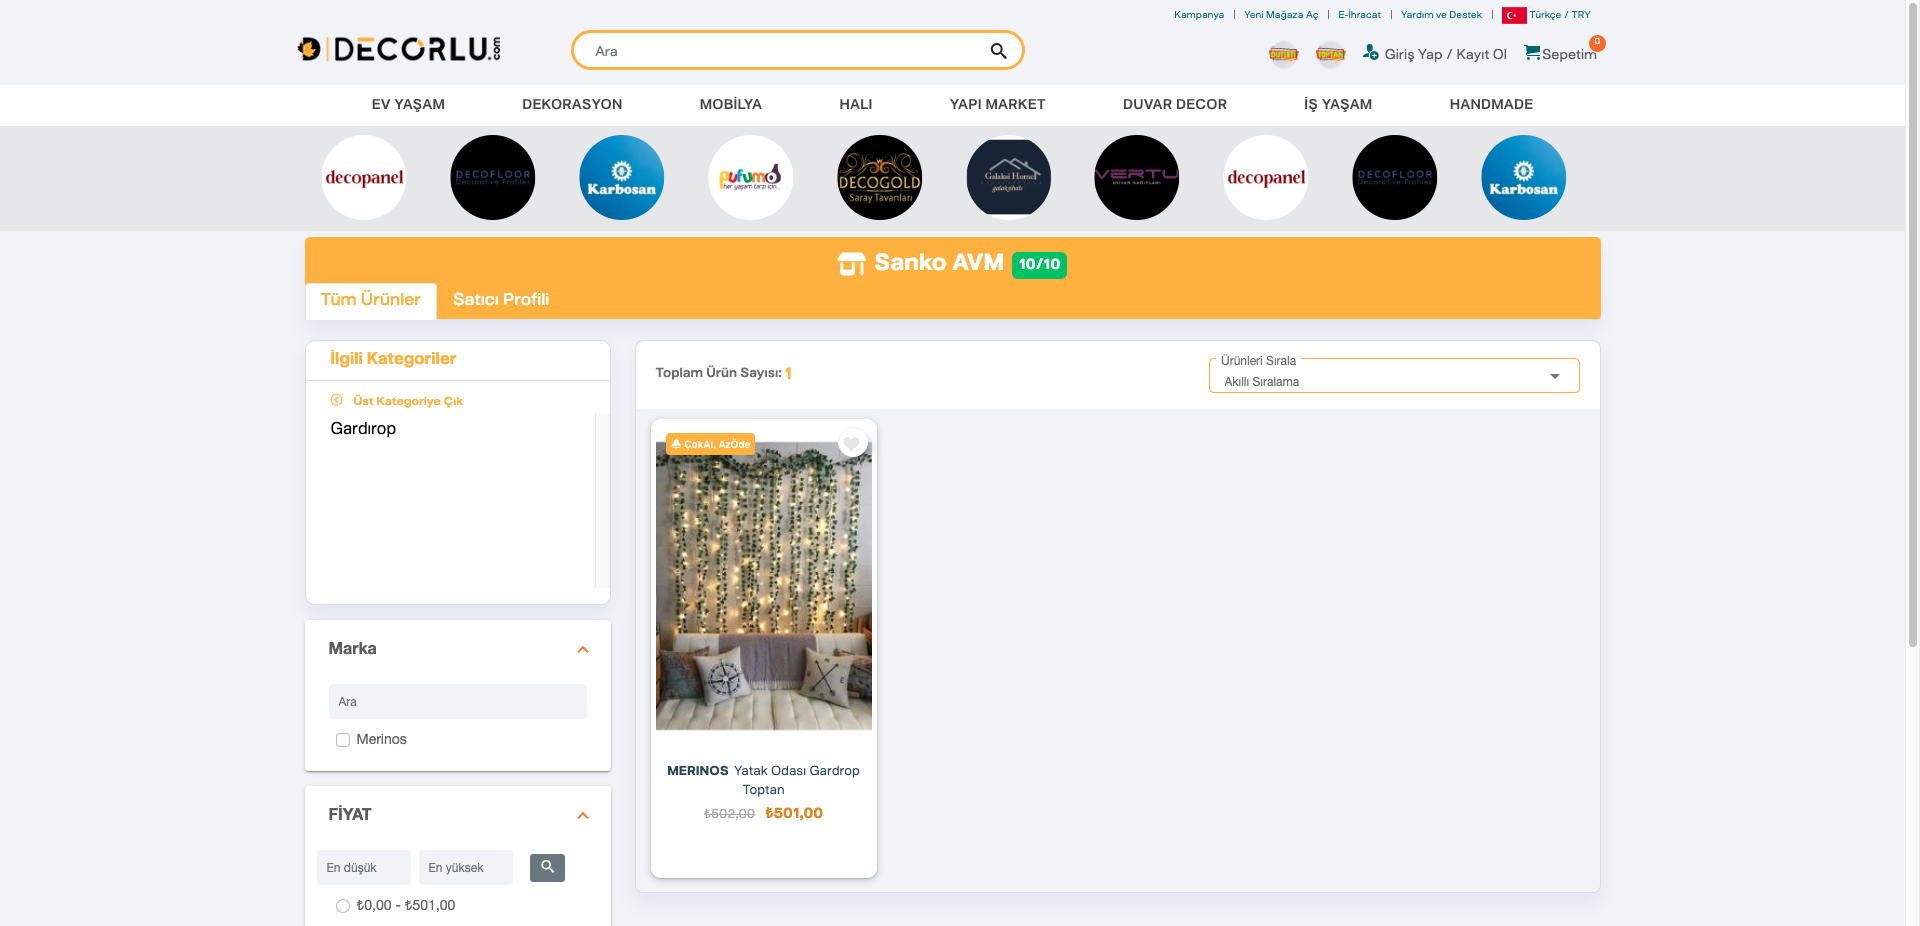 Kampanya | Yeni Mağaza Aç | E-İhracat | Yardım ve Destek | Türkçe / TRY
DECORLU.com
Ara
OUTLET
TOPTAN
Giriş Yap / Kayıt Ol
Sepetim
0
EV YAŞAM
DEKORASYON
MOBİLYA
HALI
YAPI MARKET
DUVAR DECOR
İŞ YAŞAM
HANDMADE
decopanel
DECOFLOOR
Decorative Profiles
Karbosan
pufumo
her yaşam tarzı için...
DECOGOLD
Saray Tavanları
Galaksi Home
galaksihali
VERTU
DUVAR KAĞITLARI
decopanel
DECOFLOOR
Decorative Profiles
Karbosan
Sanko AVM 10/10
Tüm Ürünler
Satıcı Profili
İlgili Kategoriler
Üst Kategoriye Çık
Gardırop
Marka
Ara
Merinos
FİYAT
En düşük
En yüksek
₺0,00 - ₺501,00
Toplam Ürün Sayısı: 1
Ürünleri Sırala
Akıllı Sıralama
ÇokAl, AzÖde
MERINOS Yatak Odası Gardrop
Toptan
₺502,00 ₺501,00